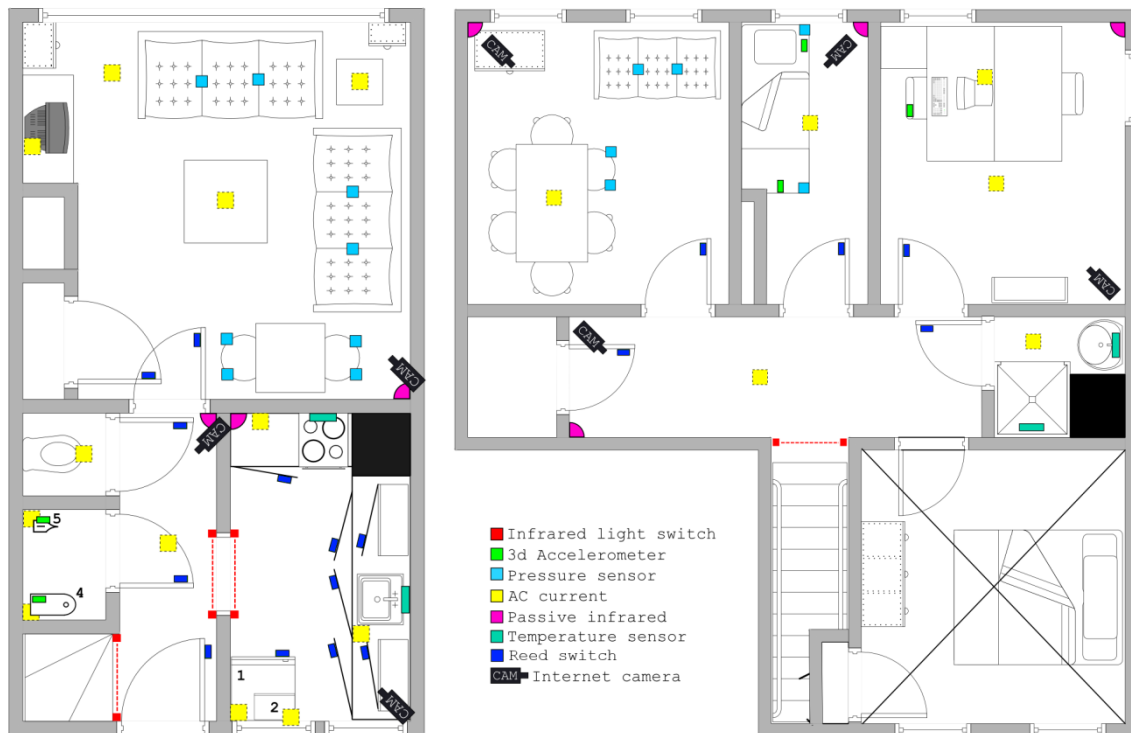 CAM
CAM
CAM
CAM
CAM
CAM
5
4
1
2
CAM
Infrared light switch
3d Accelerometer
Pressure sensor
AC current
Passive infrared
Temperature sensor
Reed switch
CAM Internet camera